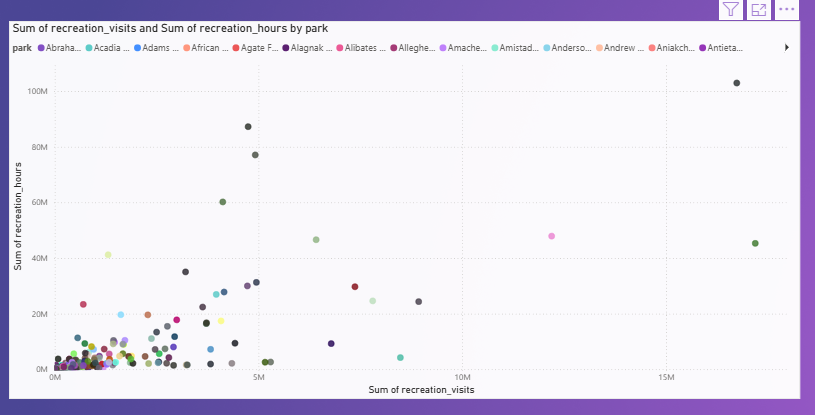 Sum of recreation_visits and Sum of recreation_hours by park
park Abraha... Acadia ... Adams ... African ... Agate F... Alagnak ... Alibates ... Alleghe... Amache... Amistad... Anderso... Andrew ... Aniakch... Antieta...
100M
80M
60M
40M
20M
0M
Sum of recreation_hours
0M 5M 10M 15M
Sum of recreation_visits